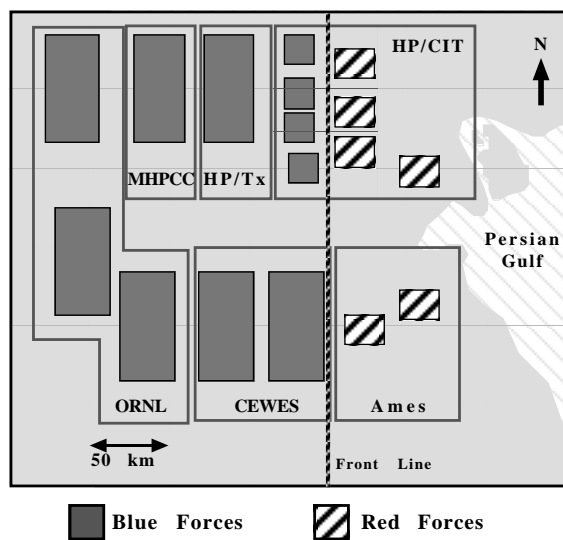 HP/CIT
N
MHPCC
HP/Tx
Persian
Gulf
ORNL
CEWES
Ames
50 km
Front Line
Blue Forces
Red Forces